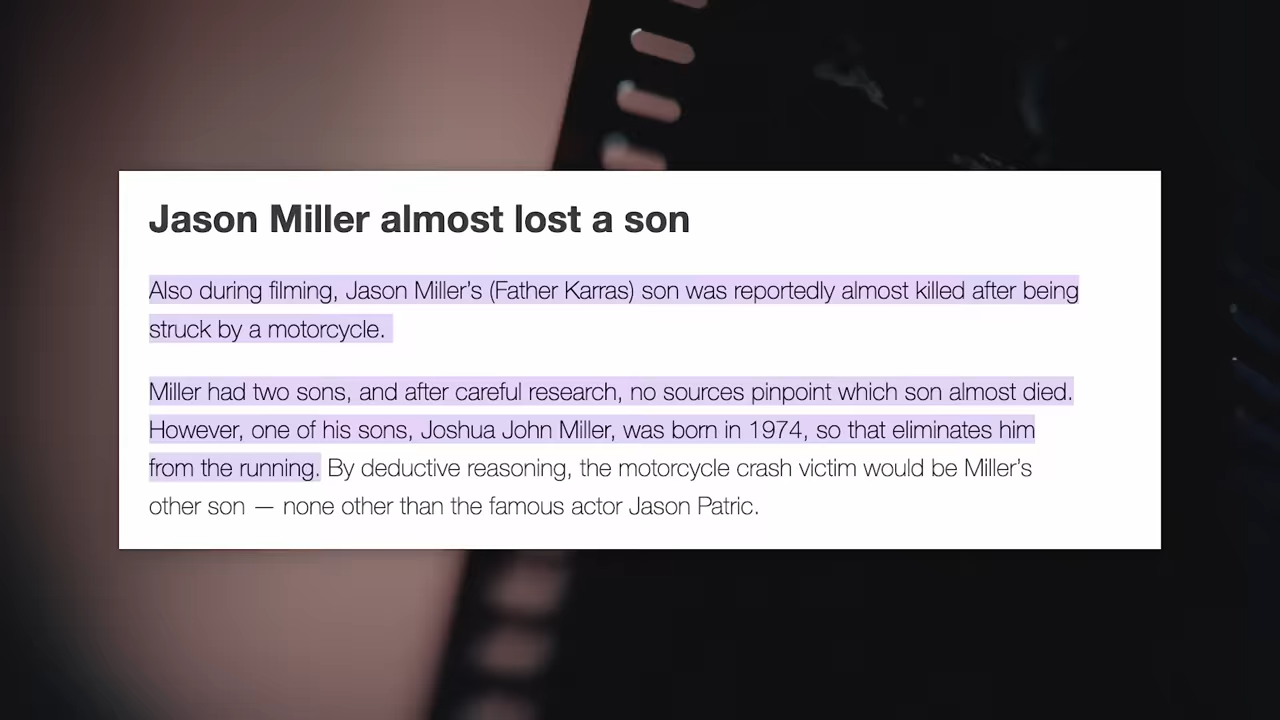 Jason Miller almost lost a son
Also during filming, Jason Miller’s (Father Karras) son was reportedly almost killed after being
struck by a motorcycle.
Miller had two sons, and after careful research, no sources pinpoint which son almost died.
However, one of his sons, Joshua John Miller, was born in 1974, so that eliminates him
from the running. By deductive reasoning, the motorcycle crash victim would be Miller’s
other son — none other than the famous actor Jason Patric.